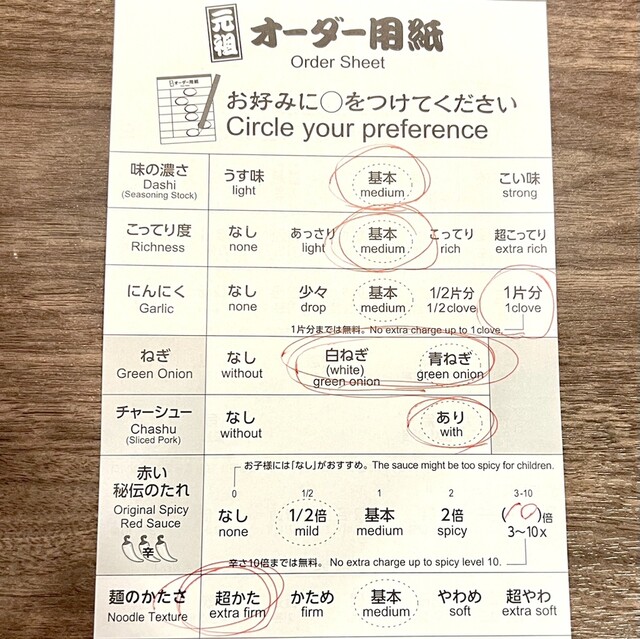 元祖 オーダー用紙
Order Sheet
オーダー用紙
お好みに〇をつけてください
Circle your preference
味の濃さ うす味 基本 こい味
Dashi light medium strong
(Seasoning Stock)
こってり度 なし あっさり 基本 こってり 超こってり
Richness none light medium rich extra rich
にんにく なし 少々 基本 1/2片分 1片分
Garlic none drop medium 1/2clove 1clove
1片分までは無料。No extra charge up to 1clove.
ねぎ なし 白ねぎ 青ねぎ
Green Onion without (white) green onion green onion
チャーシュー なし あり
Chashu without with
(Sliced Pork)
お子様には「なし」がおすすめ。The sauce might be too spicy for children.
赤い 0 1/2 1 2 3-10
秘伝のたれ なし 1/2倍 基本 2倍 (10)倍
Original Spicy none mild medium spicy 3〜10x
Red Sauce
辛
辛さ10倍までは無料。 No extra charge up to spicy level 10.
麺のかたさ 超かた かため 基本 やわめ 超やわ
Noodle Texture extra firm firm medium soft extra soft